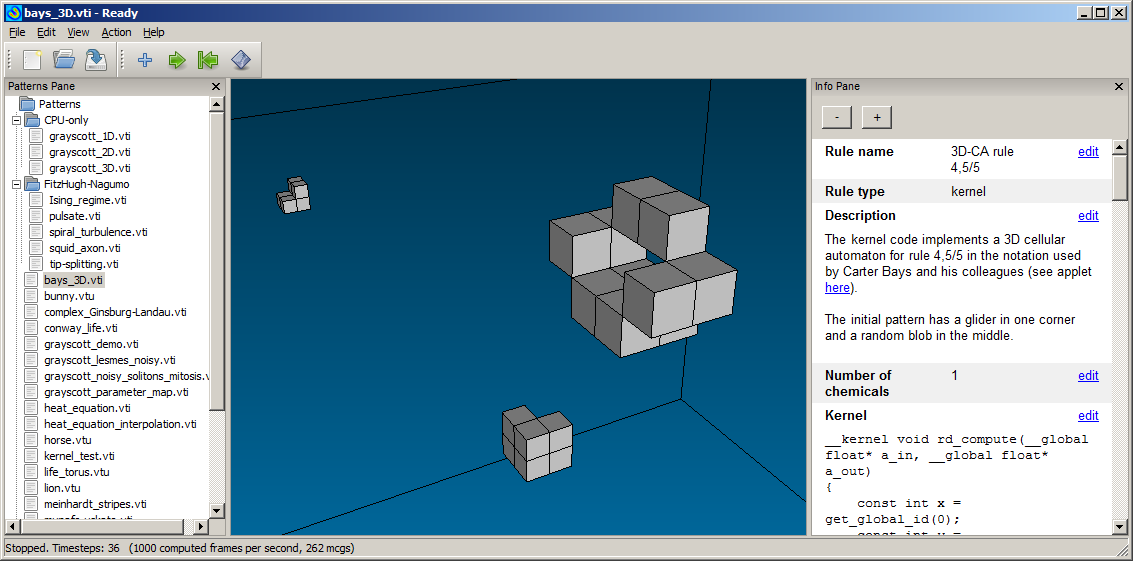 bays_3D.vti - Ready
File Edit View Action Help
Patterns Pane
Patterns
CPU-only
grayscott_1D.vti
grayscott_2D.vti
grayscott_3D.vti
FitzHugh-Nagumo
Ising_regime.vti
pulsate.vti
spiral_turbulence.vti
squid_axon.vti
tip-splitting.vti
bays_3D.vti
bunny.vtu
complex_Ginsburg-Landau.vti
conway_life.vti
grayscott_demo.vti
grayscott_lesmes_noisy.vti
grayscott_noisy_solitons_mitosis.v
grayscott_parameter_map.vti
heat_equation.vti
heat_equation_interpolation.vti
horse.vtu
kernel_test.vti
life_torus.vtu
lion.vtu
meinhardt_stripes.vti
Info Pane
- +
Rule name 3D-CA rule edit
4,5/5
Rule type kernel
Description edit
The kernel code implements a 3D cellular
automaton for rule 4,5/5 in the notation used
by Carter Bays and his colleagues (see applet
here).
The initial pattern has a glider in one corner
and a random blob in the middle.
Number of 1 edit
chemicals
Kernel edit
__kernel void rd_compute(__global
float* a_in, __global float*
a_out)
{
const int x =
get_global_id(0);
const int y =
Stopped. Timesteps: 36 (1000 computed frames per second, 262 mcgs)